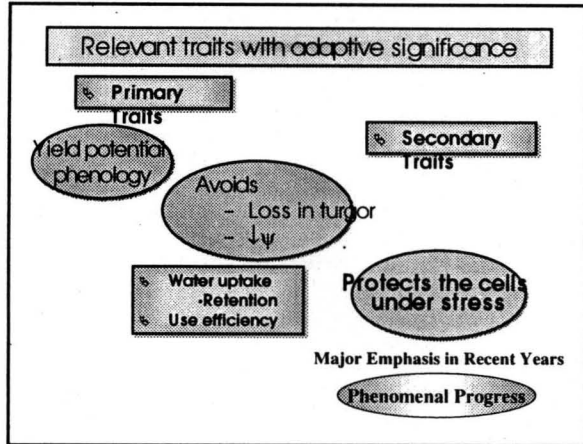 Relevant traits with adaptive significance
Primary
Traits
Secondary
Traits
Yield potential
phenology
Avoids
- Loss in turgor
- ↓ψ
Water uptake
·Retention
Use efficiency
Protects the cells
under stress
Major Emphasis in Recent Years
Phenomenal Progress